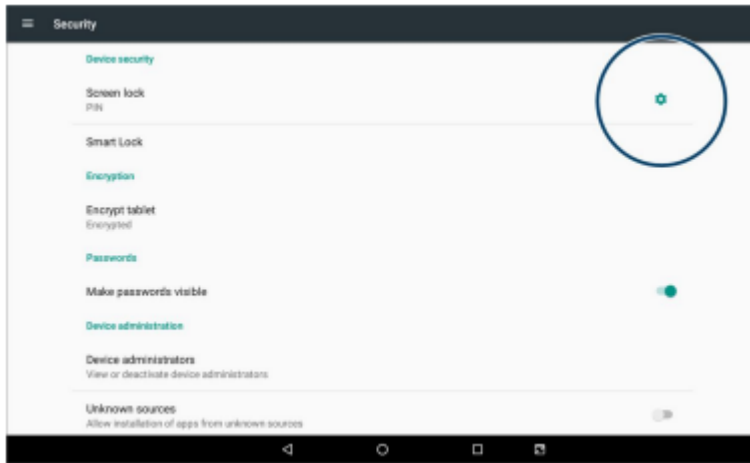 Security
Device security
Screen lock
PIN
Smart Lock
Encryption
Encrypt tablet
Encrypted
Passwords
Make passwords visible
Device administration
Device administrators
View or deactivate device administrators
Unknown sources
Allow installation of apps from unknown sources